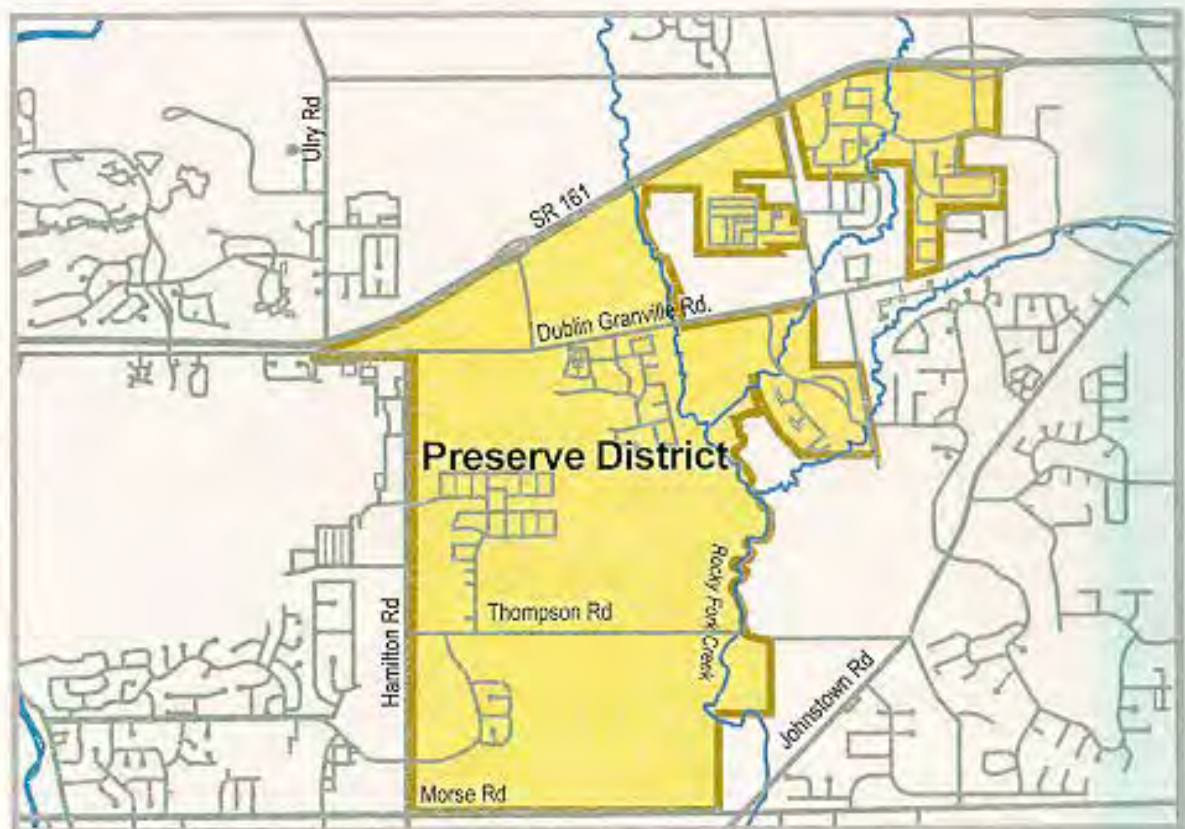 Ulry Rd
SR 161
Dublin Granville Rd.
Preserve District
Rocky Fork Creek
Thompson Rd
Hamilton Rd
Johnstown Rd
Morse Rd